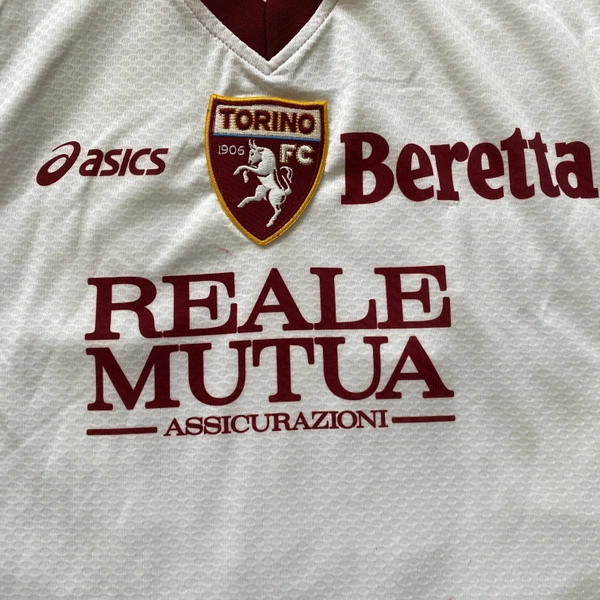 TORINO
1906 FC
asics
Beretta
REALE
MUTUA
ASSICURAZIONI